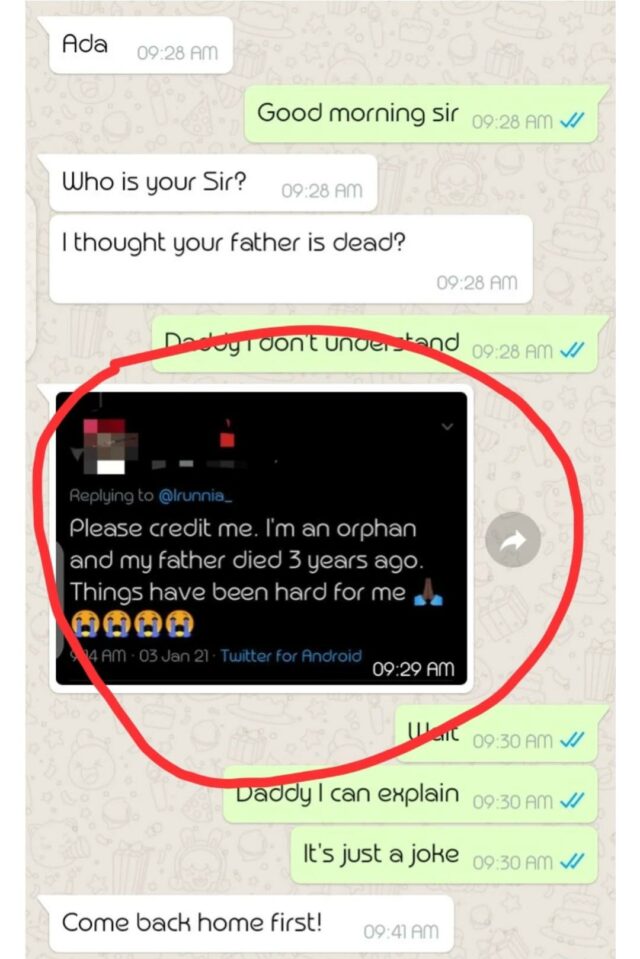 Ada 09:28 AM
Good morning sir 09:28 AM
Who is your Sir? 09:28 AM
I thought your father is dead?
09:28 AM
Daddy I don't understand 09:28 AM
Replying to @lrunnia_
Please credit me. I'm an orphan
and my father died 3 years ago.
Things have been hard for me 🙏🏿
😭😭😭😭
9:14 AM · 03 Jan 21 · Twitter for Android
09:29 AM
Wait 09:30 AM
Daddy I can explain 09:30 AM
It's just a joke 09:30 AM
Come back home first! 09:41 AM